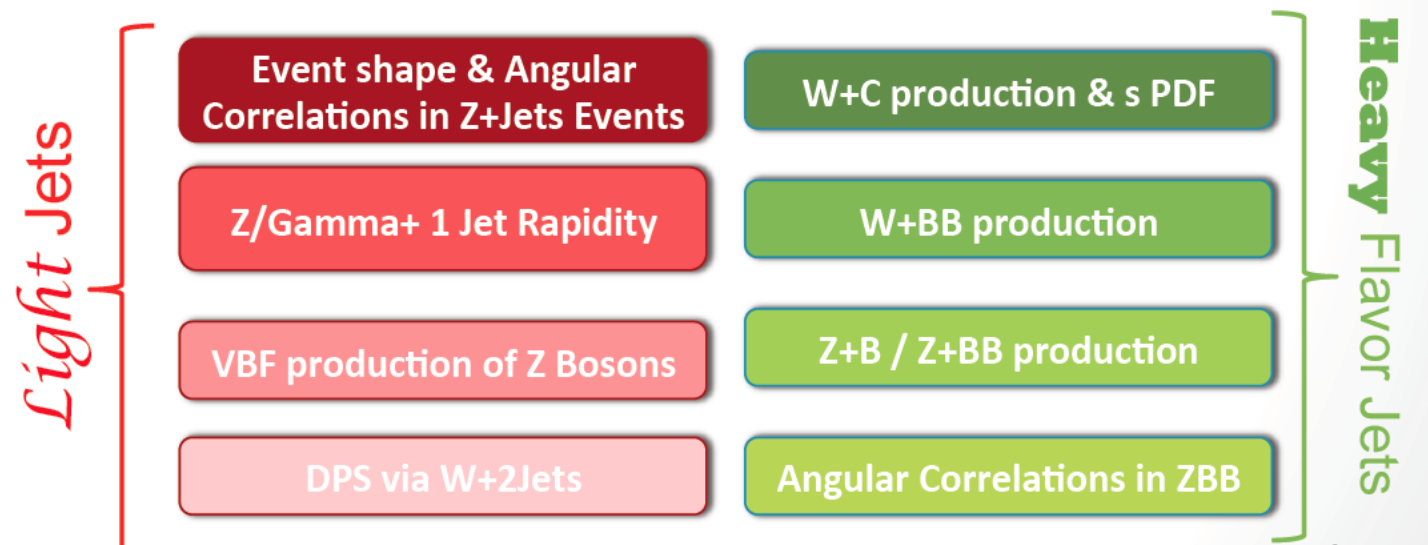 Light Jets
Event shape & Angular
Correlations in Z+Jets Events
Z/Gamma+ 1 Jet Rapidity
VBF production of Z Bosons
DPS via W+2Jets
W+C production & s PDF
W+BB production
Z+B / Z+BB production
Angular Correlations in ZBB
Heavy Flavor Jets